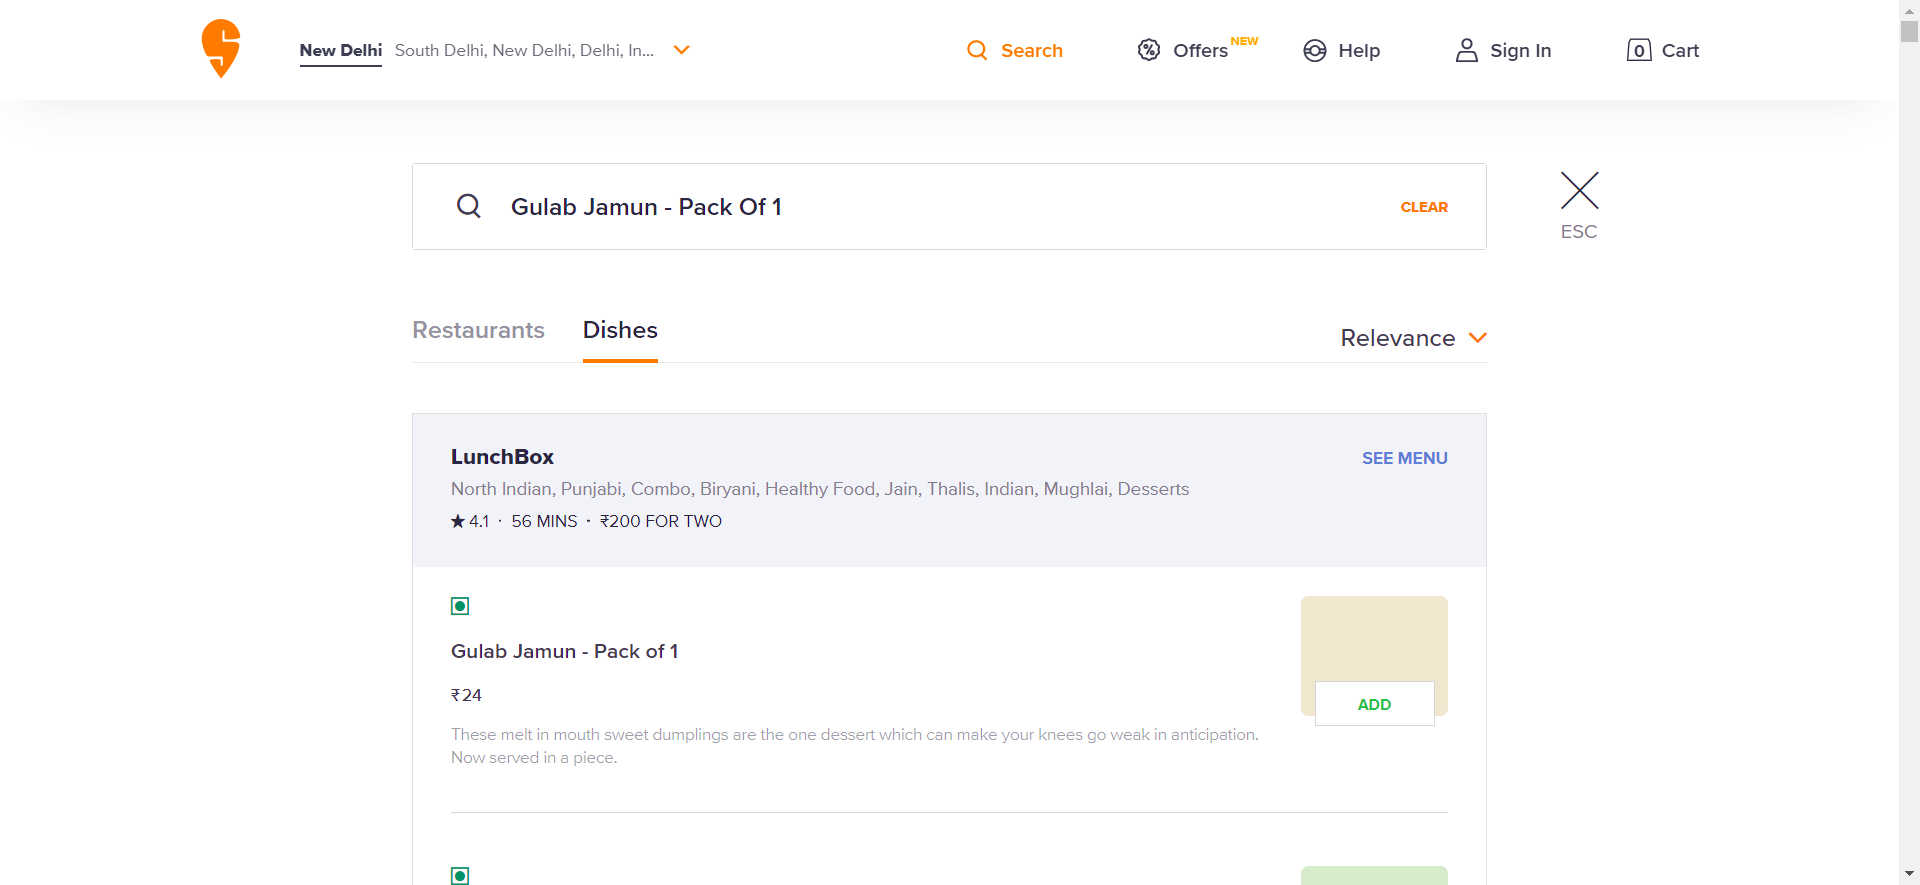 New Delhi South Delhi, New Delhi, Delhi, In...
Search
Offers NEW
Help
Sign In
0 Cart
Gulab Jamun - Pack Of 1
CLEAR
ESC
Restaurants
Dishes
Relevance
LunchBox
SEE MENU
North Indian, Punjabi, Combo, Biryani, Healthy Food, Jain, Thalis, Indian, Mughlai, Desserts
★ 4.1 · 56 MINS · ₹200 FOR TWO
Gulab Jamun - Pack of 1
₹24
ADD
These melt in mouth sweet dumplings are the one dessert which can make your knees go weak in anticipation.
Now served in a piece.